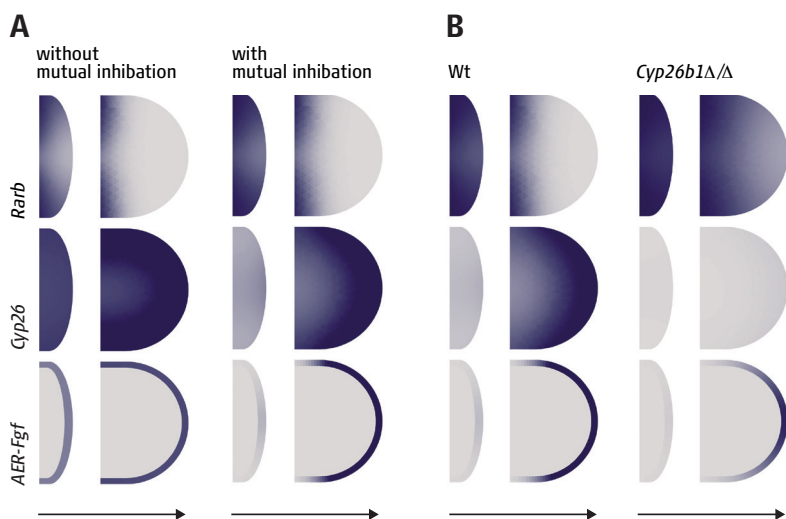 A
B
without
mutual inhibation
with
mutual inhibation
Wt
Cyp26b1Δ/Δ
Rarb
Cyp26
AER-Fgf